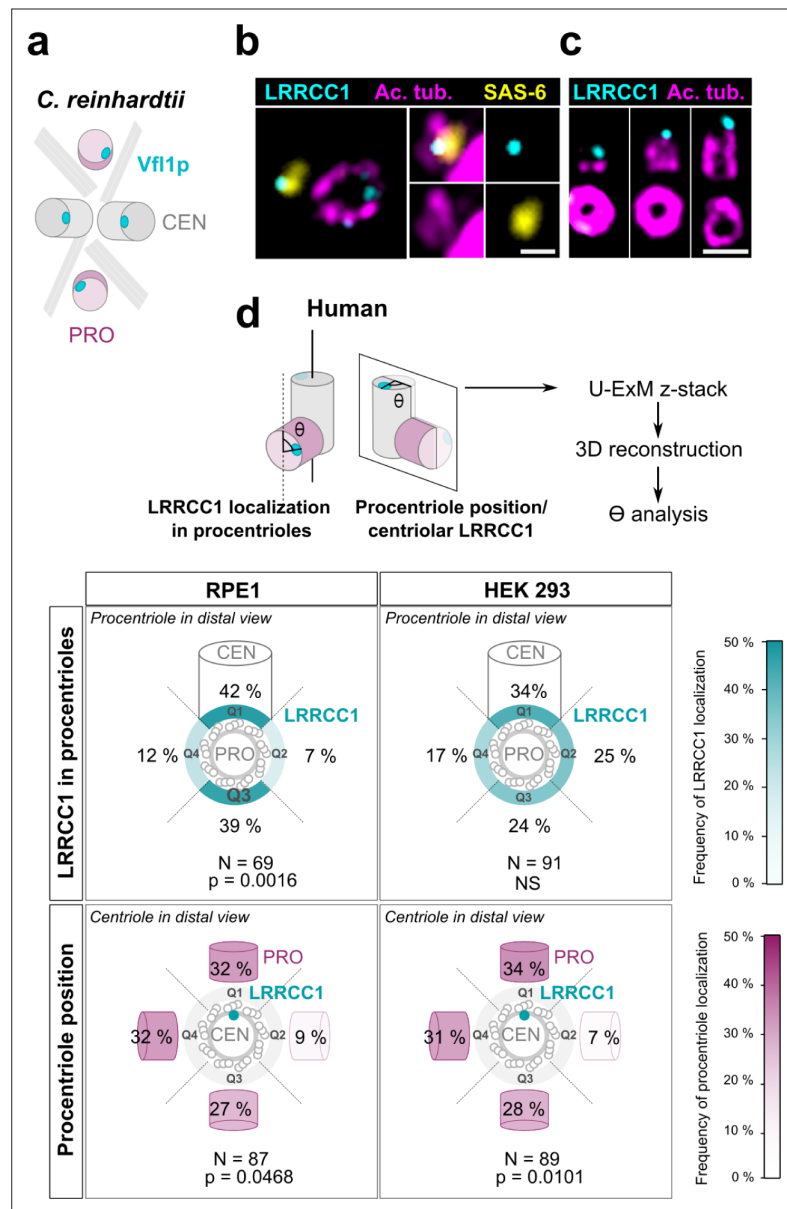 a
C. reinhardtii
Vfl1p
CEN
PRO
b
LRRCC1 Ac. tub. SAS-6
c
LRRCC1 Ac. tub.
d
Human
θ
θ
LRRCC1 localization
in procentrioles
Procentriole position/
centriolar LRRCC1
U-ExM z-stack
3D reconstruction
θ analysis
RPE1
HEK 293
LRRCC1 in procentrioles
Procentriole in distal view
CEN
42 %
Q1
LRRCC1
12 %
Q4
PRO
Q2
7 %
Q3
39 %
N = 69
p = 0.0016
Procentriole in distal view
CEN
34%
Q1
LRRCC1
17 %
Q4
PRO
Q2
25 %
Q3
24 %
N = 91
NS
Frequency of LRRCC1 localization
50 %
40 %
30 %
20 %
10 %
0 %
Procentriole position
Centriole in distal view
PRO
32 %
Q1
LRRCC1
32 %
Q4
CEN
Q2
9 %
Q3
27 %
N = 87
p = 0.0468
Centriole in distal view
PRO
34 %
Q1
LRRCC1
31 %
Q4
CEN
Q2
7 %
Q3
28 %
N = 89
p = 0.0101
Frequency of procentriole localization
50 %
40 %
30 %
20 %
10 %
0 %